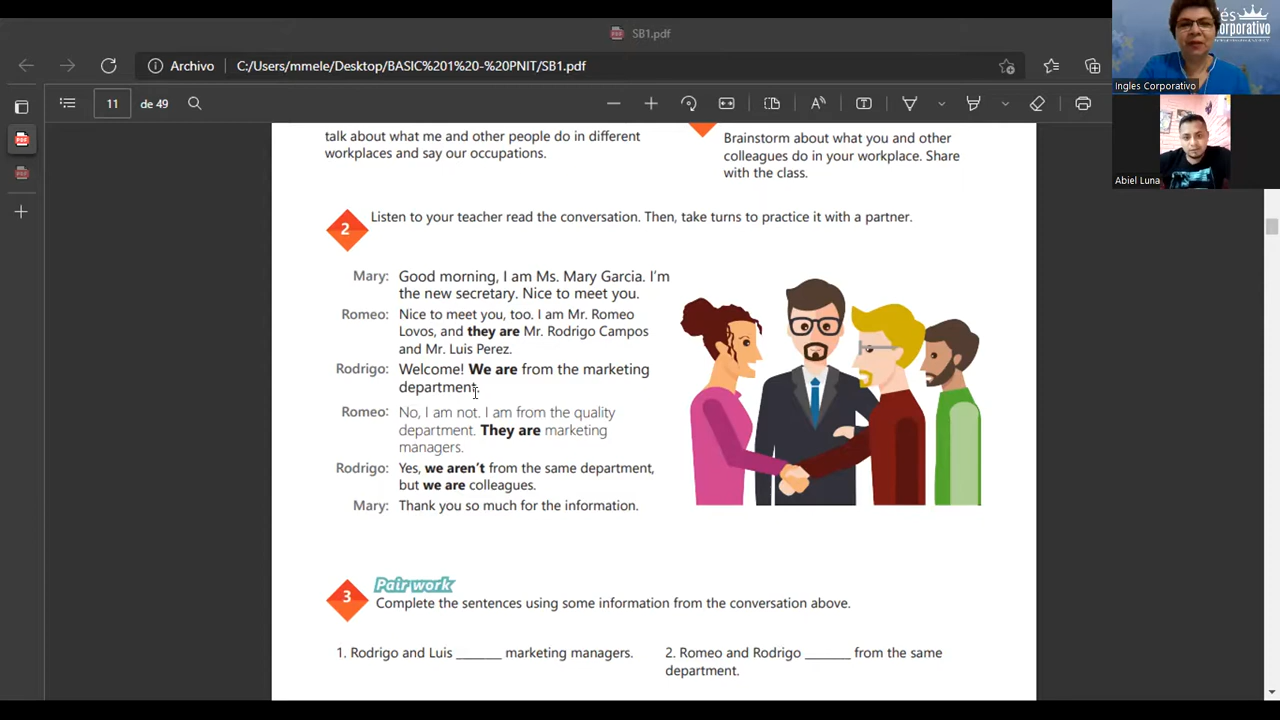 SB1.pdf
Archivo C:/Users/mmele/Desktop/BASIC%201%20-%20PNIT/SB1.pdf
11 de 49
talk about what me and other people do in different
workplaces and say our occupations.
Brainstorm about what you and other
colleagues do in your workplace. Share
with the class.
2 Listen to your teacher read the conversation. Then, take turns to practice it with a partner.
Mary: Good morning, I am Ms. Mary Garcia. I'm
the new secretary. Nice to meet you.
Romeo: Nice to meet you, too. I am Mr. Romeo
Lovos, and they are Mr. Rodrigo Campos
and Mr. Luis Perez.
Rodrigo: Welcome! We are from the marketing
department.
Romeo: No, I am not. I am from the quality
department. They are marketing
managers.
Rodrigo: Yes, we aren't from the same department,
but we are colleagues.
Mary: Thank you so much for the information.
3 Pair work
Complete the sentences using some information from the conversation above.
1. Rodrigo and Luis _______ marketing managers.
2. Romeo and Rodrigo _______ from the same
department.
és
Corporativo
Ingles Corporativo
Abiel Luna